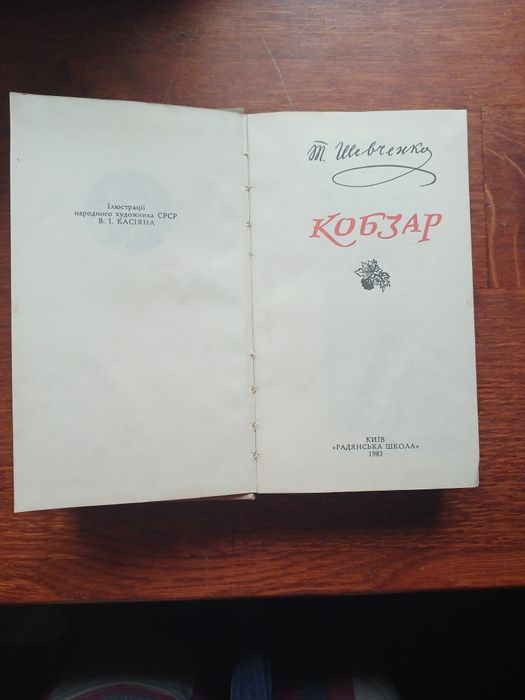 Ілюстрації
народного художника СРСР
В. І. КАСІЯНА
Т. Шевченко
КОБЗАР
КИЇВ
«РАДЯНСЬКА ШКОЛА»
1983